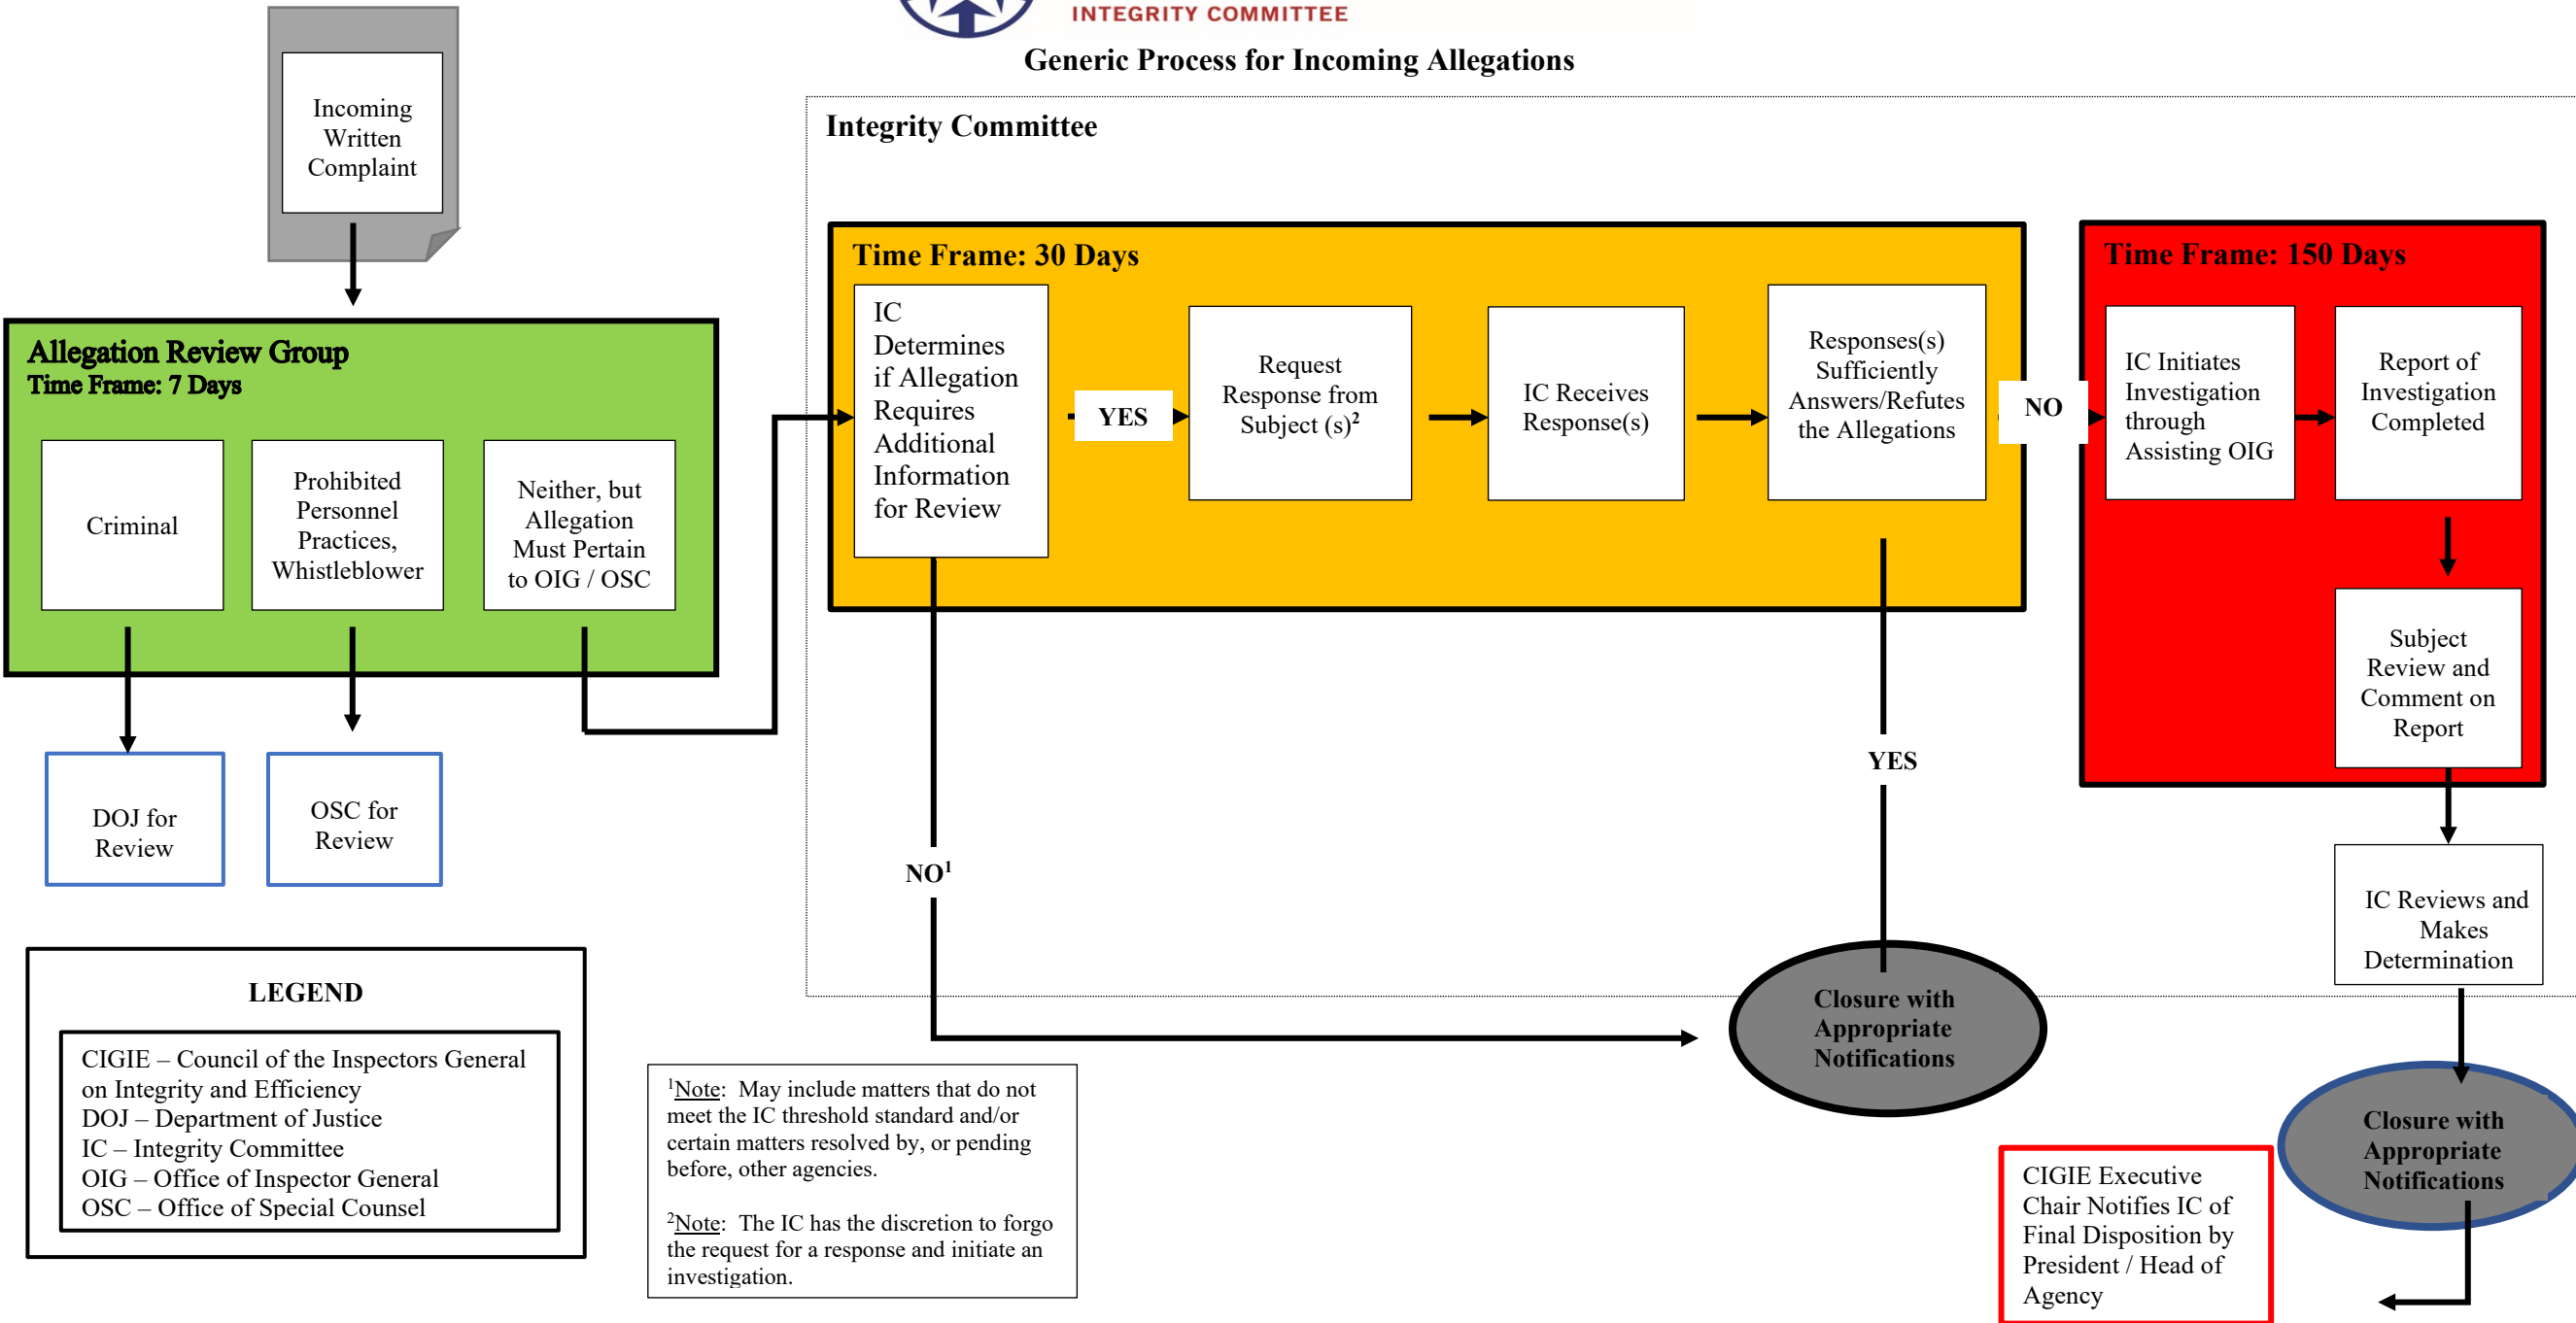 INTEGRITY COMMITTEE
Generic Process for Incoming Allegations
Incoming
Written
Complaint
Allegation Review Group
Time Frame: 7 Days
Criminal
Prohibited
Personnel
Practices,
Whistleblower
Neither, but
Allegation
Must Pertain
to OIG / OSC
DOJ for
Review
OSC for
Review
Integrity Committee
Time Frame: 30 Days
IC
Determines
if Allegation
Requires
Additional
Information
for Review
YES
Request
Response from
Subject (s)²
IC Receives
Response(s)
Responses(s)
Sufficiently
Answers/Refutes
the Allegations
NO
Time Frame: 150 Days
IC Initiates
Investigation
through
Assisting OIG
Report of
Investigation
Completed
Subject
Review and
Comment on
Report
YES
NO¹
IC Reviews and
Makes
Determination
Closure with
Appropriate
Notifications
Closure with
Appropriate
Notifications
CIGIE Executive
Chair Notifies IC of
Final Disposition by
President / Head of
Agency
LEGEND
CIGIE – Council of the Inspectors General
on Integrity and Efficiency
DOJ – Department of Justice
IC – Integrity Committee
OIG – Office of Inspector General
OSC – Office of Special Counsel
¹Note: May include matters that do not
meet the IC threshold standard and/or
certain matters resolved by, or pending
before, other agencies.
²Note: The IC has the discretion to forgo
the request for a response and initiate an
investigation.